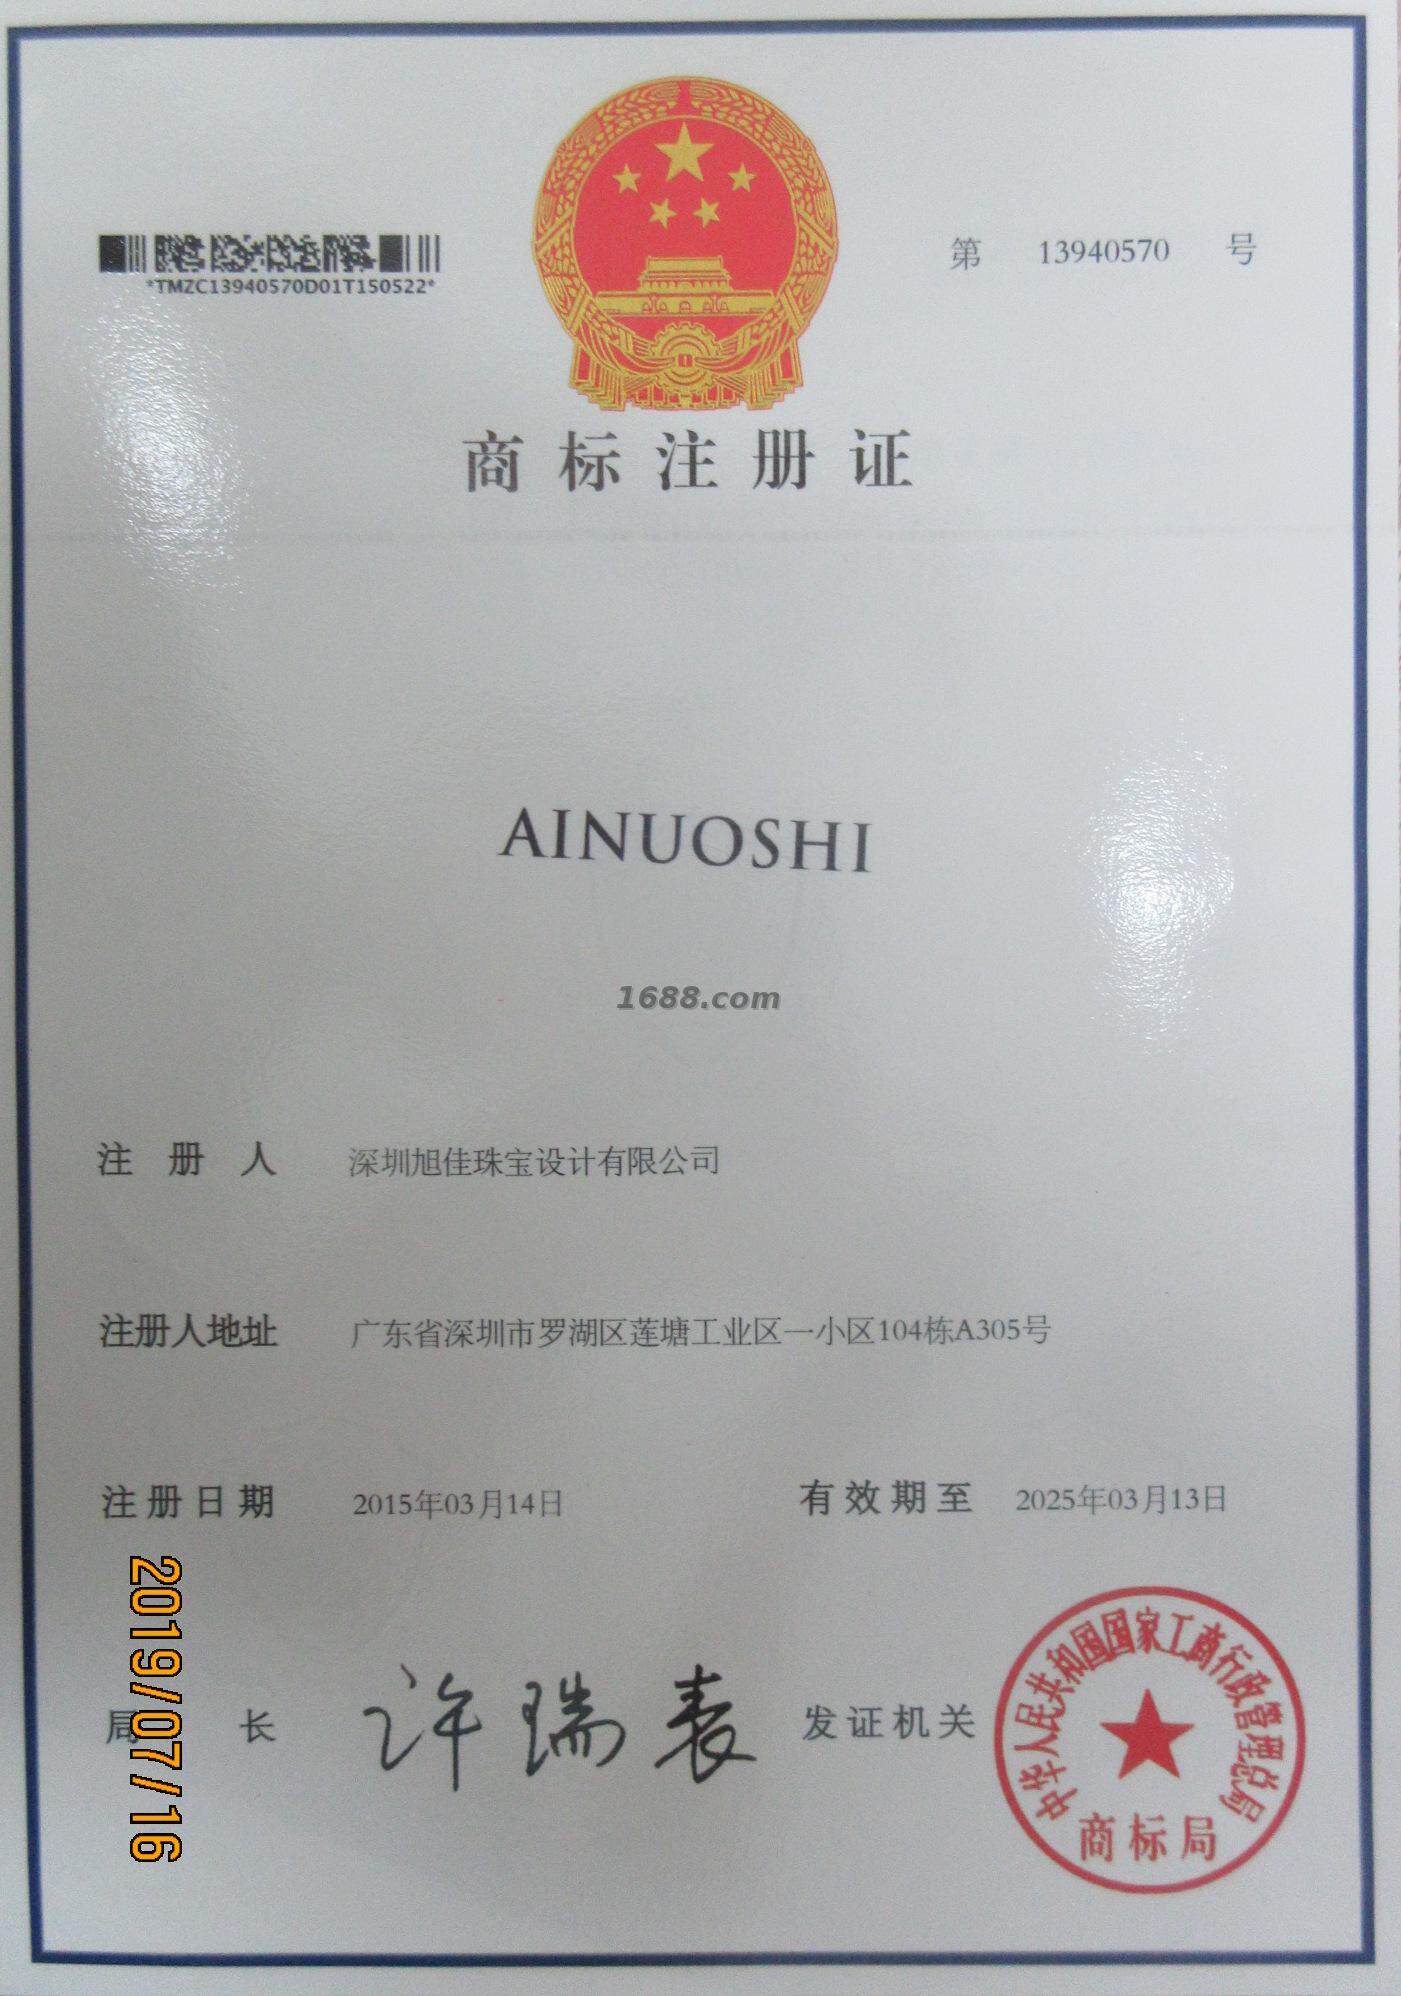 第 13940570 号
*TMZC13940570D01T150522*
商标注册证
AINUOSHI
1688.com
注册人 深圳旭佳珠宝设计有限公司
注册人地址 广东省深圳市罗湖区莲塘工业区一小区104栋A305号
注册日期 2015年03月14日 有效期至 2025年03月13日
局长 许瑞表 发证机关
中华人民共和国国家工商行政管理总局
商标局
2019/07/16